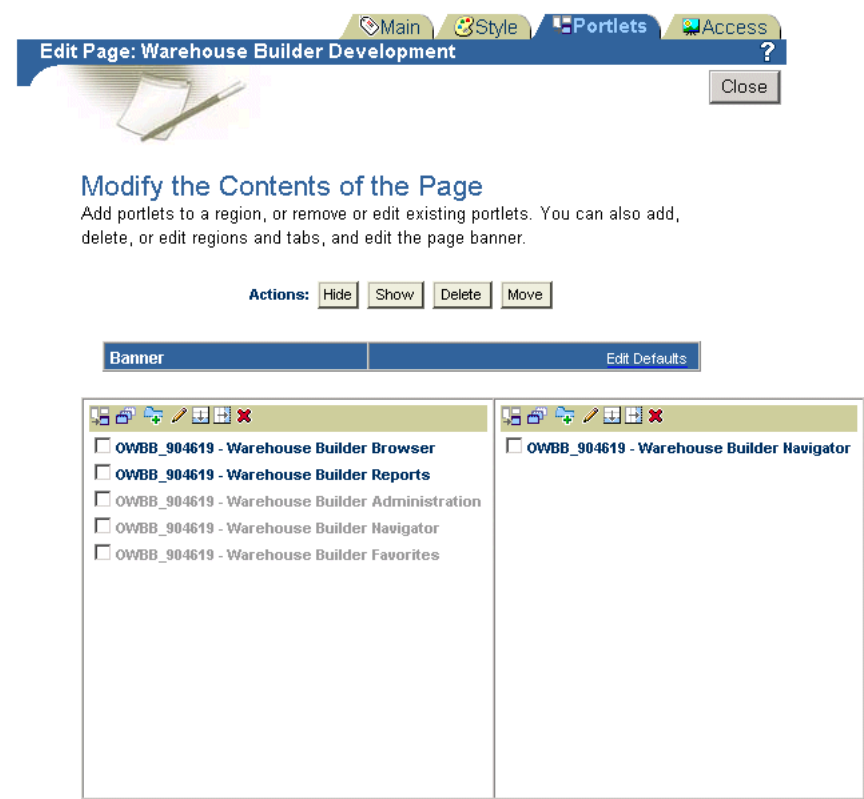 Main Style Portlets Access
Edit Page: Warehouse Builder Development ?
Close
Modify the Contents of the Page
Add portlets to a region, or remove or edit existing portlets. You can also add,
delete, or edit regions and tabs, and edit the page banner.
Actions: Hide Show Delete Move
Banner Edit Defaults
OWBB_904619 - Warehouse Builder Browser
OWBB_904619 - Warehouse Builder Reports
OWBB_904619 - Warehouse Builder Administration
OWBB_904619 - Warehouse Builder Navigator
OWBB_904619 - Warehouse Builder Favorites
OWBB_904619 - Warehouse Builder Navigator